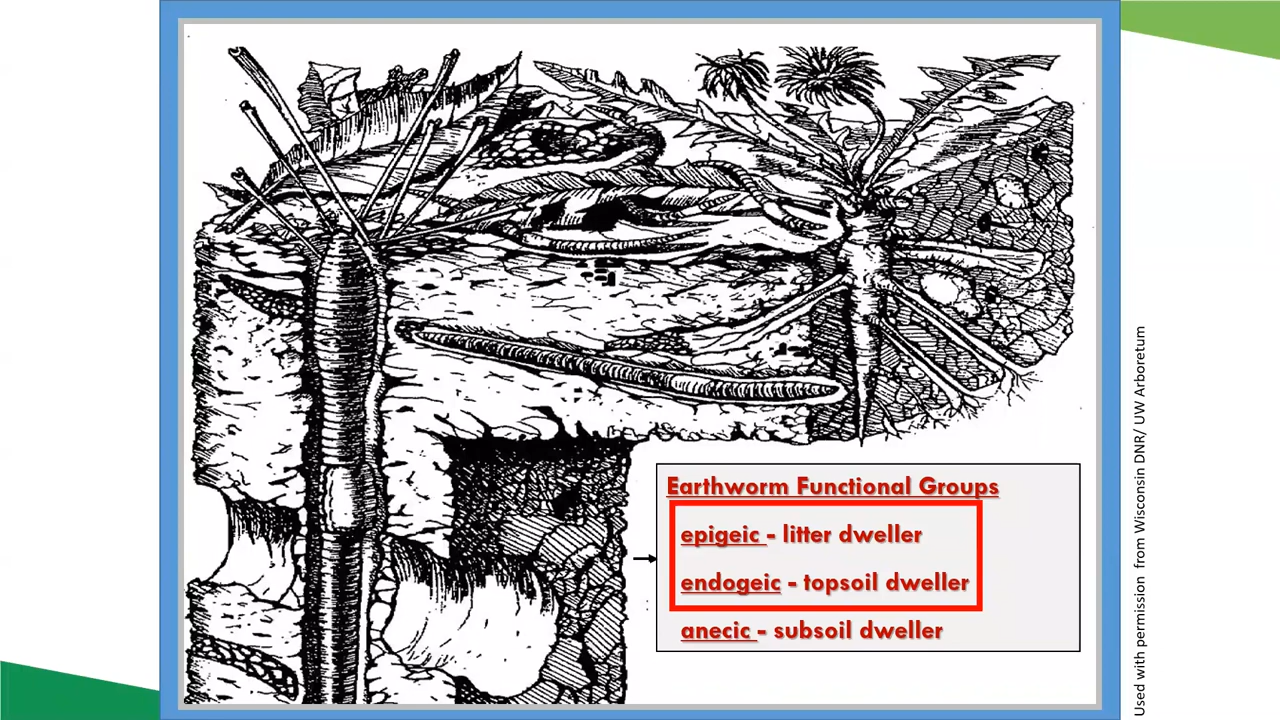 Earthworm Functional Groups
epigeic - litter dweller
endogeic - topsoil dweller
anecic - subsoil dweller
Used with permission from Wisconsin DNR/ UW Arboretum